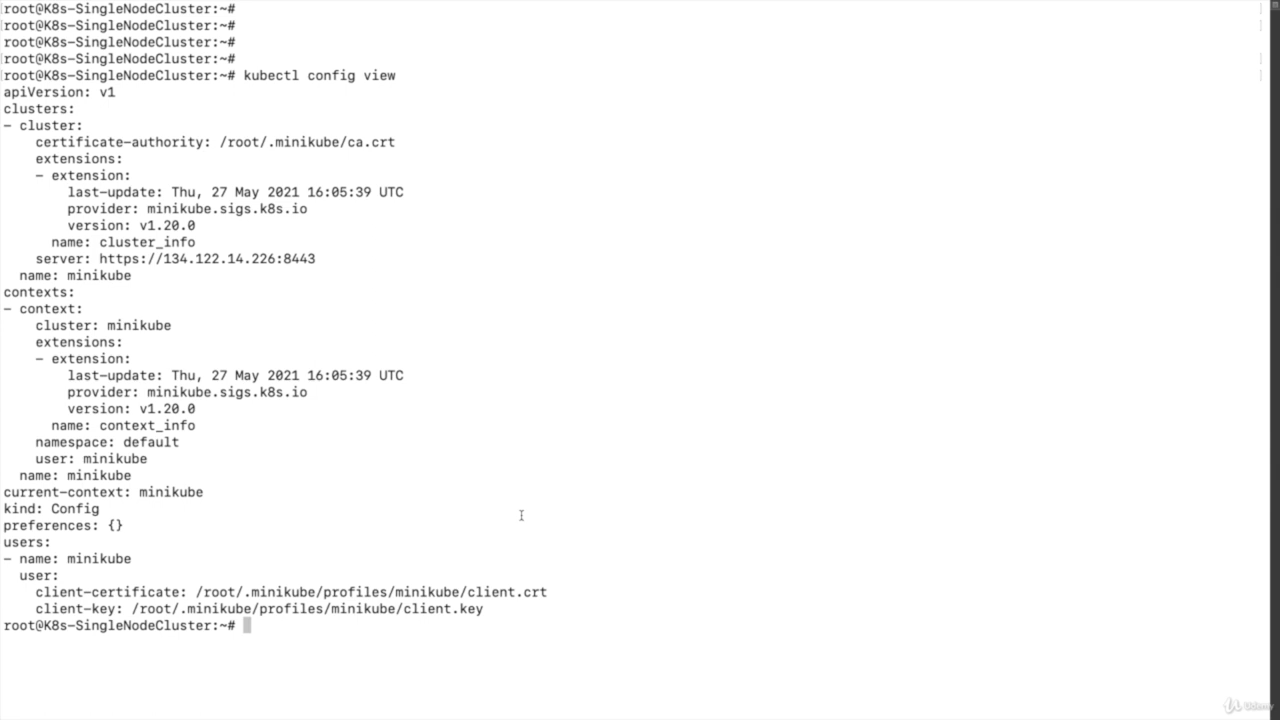 root@K8s-SingleNodeCluster:~#
root@K8s-SingleNodeCluster:~#
root@K8s-SingleNodeCluster:~#
root@K8s-SingleNodeCluster:~#
root@K8s-SingleNodeCluster:~# kubectl config view
apiVersion: v1
clusters:
- cluster:
    certificate-authority: /root/.minikube/ca.crt
    extensions:
    - extension:
        last-update: Thu, 27 May 2021 16:05:39 UTC
        provider: minikube.sigs.k8s.io
        version: v1.20.0
      name: cluster_info
    server: https://134.122.14.226:8443
  name: minikube
contexts:
- context:
    cluster: minikube
    extensions:
    - extension:
        last-update: Thu, 27 May 2021 16:05:39 UTC
        provider: minikube.sigs.k8s.io
        version: v1.20.0
      name: context_info
    namespace: default
    user: minikube
  name: minikube
current-context: minikube
kind: Config
preferences: {}
users:
- name: minikube
  user:
    client-certificate: /root/.minikube/profiles/minikube/client.crt
    client-key: /root/.minikube/profiles/minikube/client.key
root@K8s-SingleNodeCluster:~#
Udemy